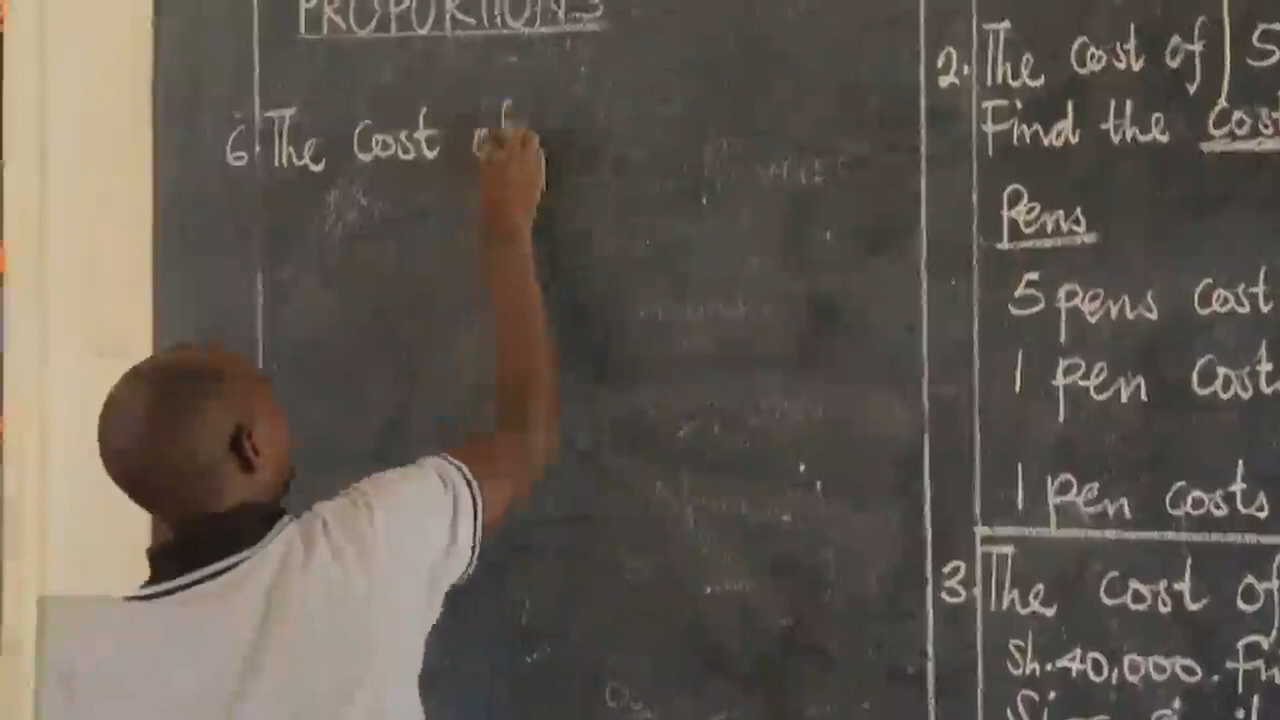 PROPORTIONS
6. The Cost of
2. The Cost of 5
Find the Cost
Pens
5 pens Cost
1 pen Cost
1 pen costs
3. The cost of
Sh. 40,000.